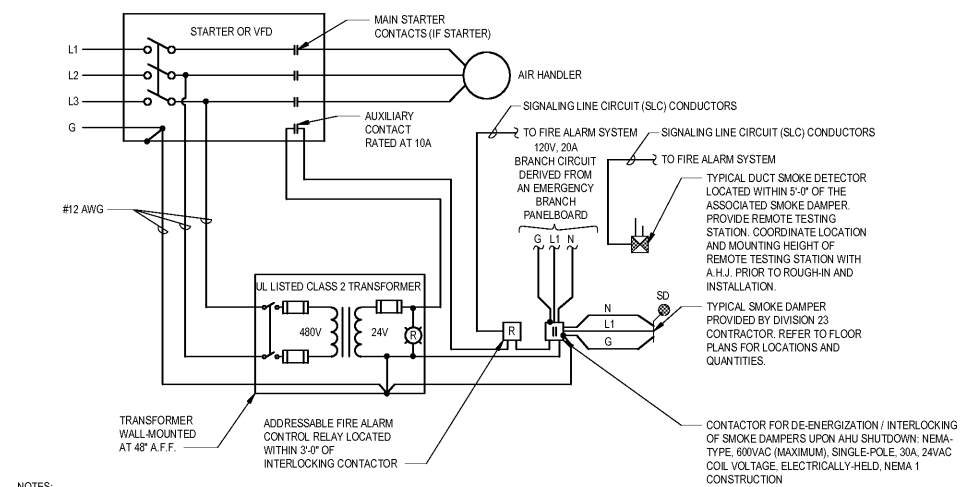 STARTER OR VFD
MAIN STARTER
CONTACTS (IF STARTER)
L1
L2
L3
G
AIR HANDLER
AUXILIARY
CONTACT
RATED AT 10A
SIGNALING LINE CIRCUIT (SLC) CONDUCTORS
TO FIRE ALARM SYSTEM
120V, 20A
BRANCH CIRCUIT
DERIVED FROM
AN EMERGENCY
BRANCH
PANELBOARD
G L1 N
SIGNALING LINE CIRCUIT (SLC) CONDUCTORS
TO FIRE ALARM SYSTEM
TYPICAL DUCT SMOKE DETECTOR
LOCATED WITHIN 5'-0" OF THE
ASSOCIATED SMOKE DAMPER.
PROVIDE REMOTE TESTING
STATION. COORDINATE LOCATION
AND MOUNTING HEIGHT OF
REMOTE TESTING STATION WITH
A.H.J. PRIOR TO ROUGH-IN AND
INSTALLATION.
#12 AWG
UL LISTED CLASS 2 TRANSFORMER
480V
24V
R
R
N
L1
G
SD
TYPICAL SMOKE DAMPER
PROVIDED BY DIVISION 23
CONTRACTOR. REFER TO FLOOR
PLANS FOR LOCATIONS AND
QUANTITIES.
TRANSFORMER
WALL-MOUNTED
AT 48" A.F.F.
ADDRESSABLE FIRE ALARM
CONTROL RELAY LOCATED
WITHIN 3'-0" OF
INTERLOCKING CONTACTOR
CONTACTOR FOR DE-ENERGIZATION / INTERLOCKING
OF SMOKE DAMPERS UPON AHU SHUTDOWN: NEMA-
TYPE, 600VAC (MAXIMUM), SINGLE-POLE, 30A, 24VAC
COIL VOLTAGE, ELECTRICALLY-HELD, NEMA 1
CONSTRUCTION
NOTES: